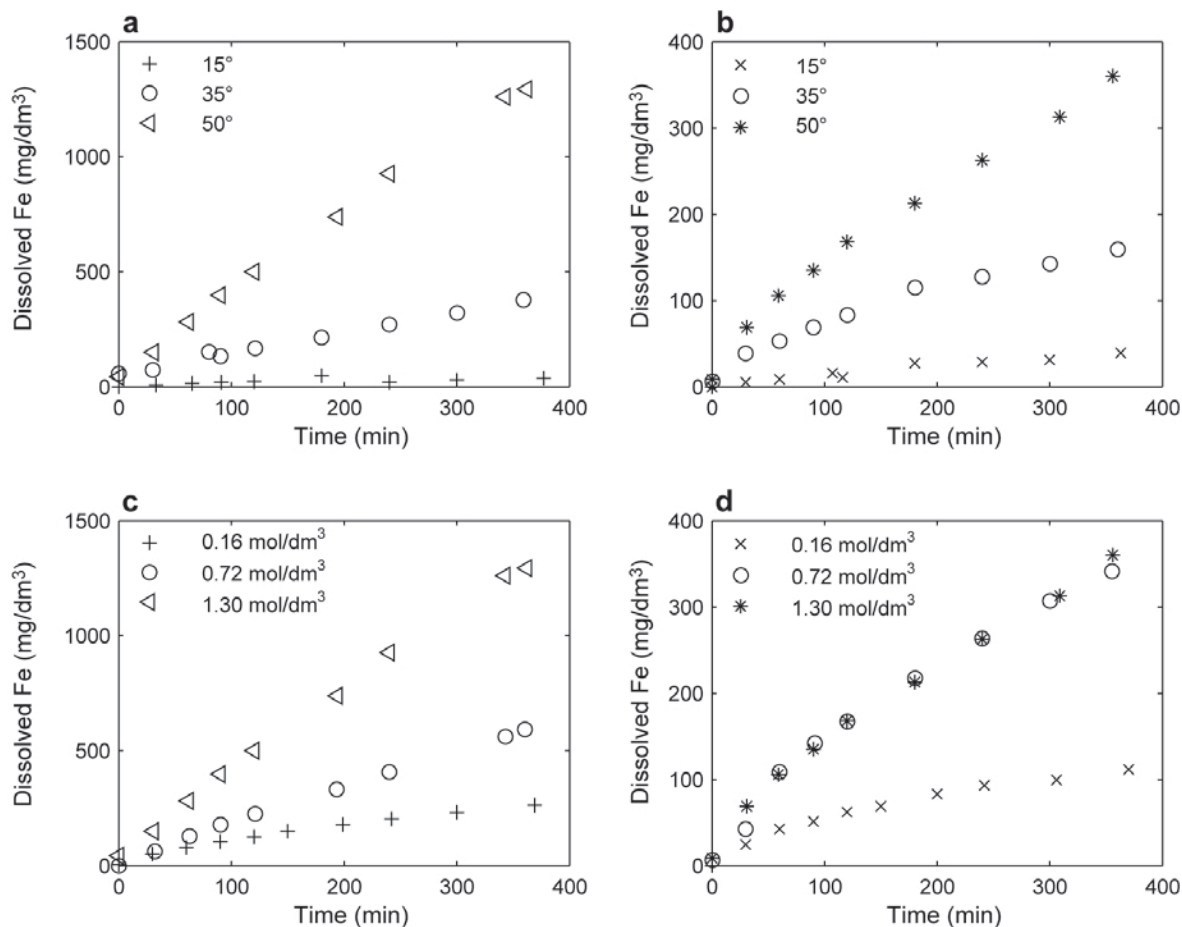 a
1500
1000
500
0
Dissolved Fe (mg/dm³)
+ 15°
○ 35°
◁ 50°
0 100 200 300 400
Time (min)
b
400
300
200
100
0
Dissolved Fe (mg/dm³)
× 15°
○ 35°
✳ 50°
0 100 200 300 400
Time (min)
c
1500
1000
500
0
Dissolved Fe (mg/dm³)
+ 0.16 mol/dm³
○ 0.72 mol/dm³
◁ 1.30 mol/dm³
0 100 200 300 400
Time (min)
d
400
300
200
100
0
Dissolved Fe (mg/dm³)
× 0.16 mol/dm³
○ 0.72 mol/dm³
✳ 1.30 mol/dm³
0 100 200 300 400
Time (min)